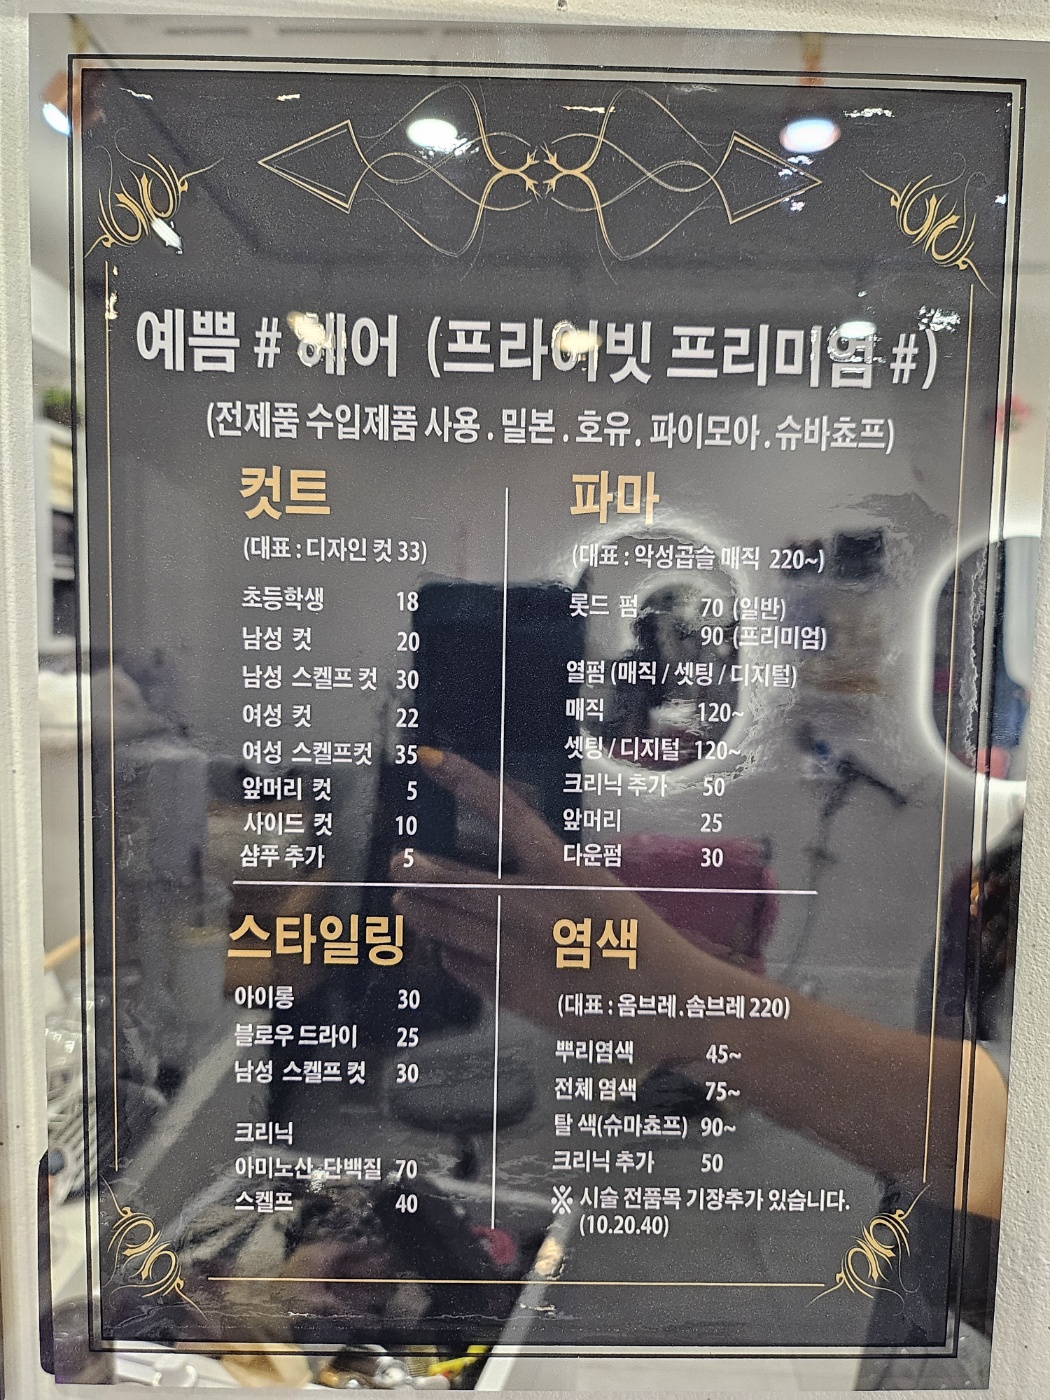 예쁨 # 헤어 (프라이빗 프리미엄 #)
(전제품 수입제품 사용 . 밀본 . 호유 . 파이모아 . 슈바쵸프)
컷트
(대표 : 디자인 컷 33)
초등학생 18
남성 컷 20
남성 스켈프 컷 30
여성 컷 22
여성 스켈프컷 35
앞머리 컷 5
사이드 컷 10
샴푸 추가 5
파마
(대표 : 악성곱슬 매직 220~)
롯드 펌 70 (일반)
90 (프리미엄)
열펌 (매직 / 셋팅 / 디지털)
매직 120~
셋팅 / 디지털 120~
크리닉 추가 50
앞머리 25
다운펌 30
스타일링
아이롱 30
블로우 드라이 25
남성 스켈프 컷 30
크리닉
아미노산 단백질 70
스켈프 40
염색
(대표 : 옴브레 . 솜브레 220)
뿌리염색 45~
전체 염색 75~
탈 색(슈마쵸프) 90~
크리닉 추가 50
※ 시술 전품목 기장추가 있습니다.
(10.20.40)